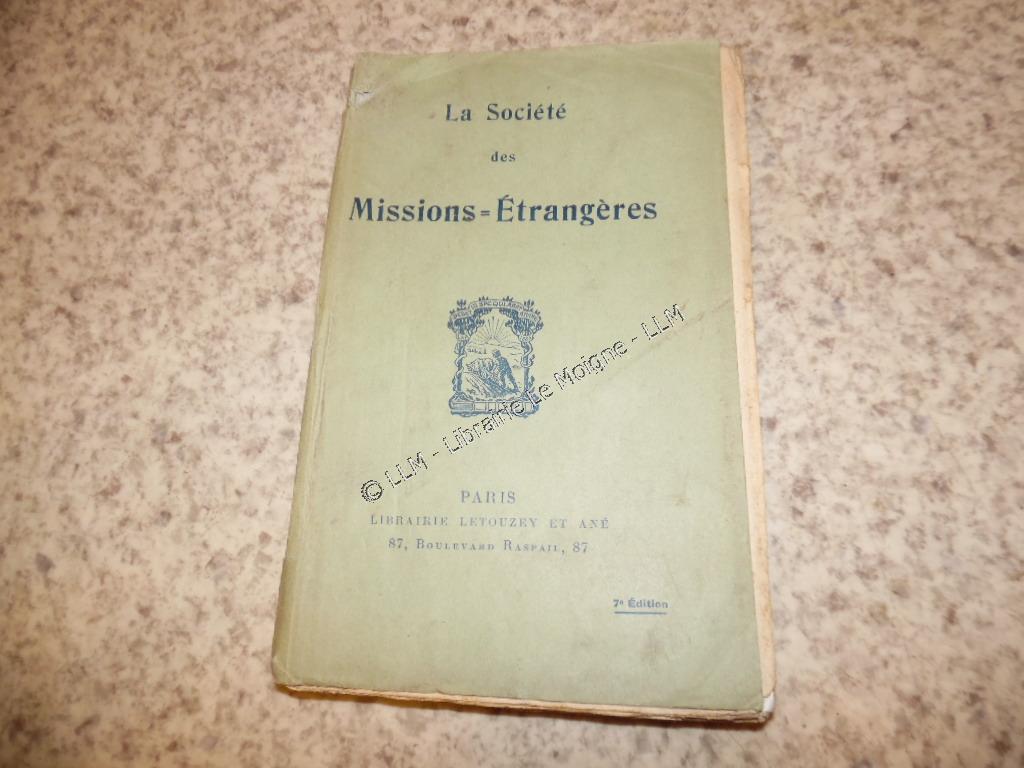 La Société
des
Missions=Étrangères
PARIS
LIBRAIRIE LETOUZEY ET ANÉ
87, BOULEVARD RASPAIL, 87
7e Édition
© LLM - Librairie Le Moigne - LLM